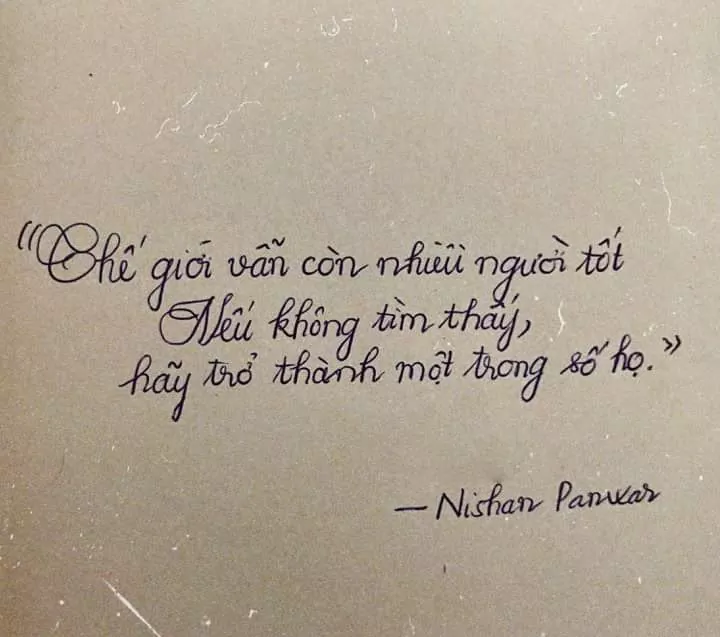 “Thế giới vẫn còn nhiều người tốt
Nếu không tìm thấy,
hãy trở thành một trong số họ.”
— Nishan Panwar